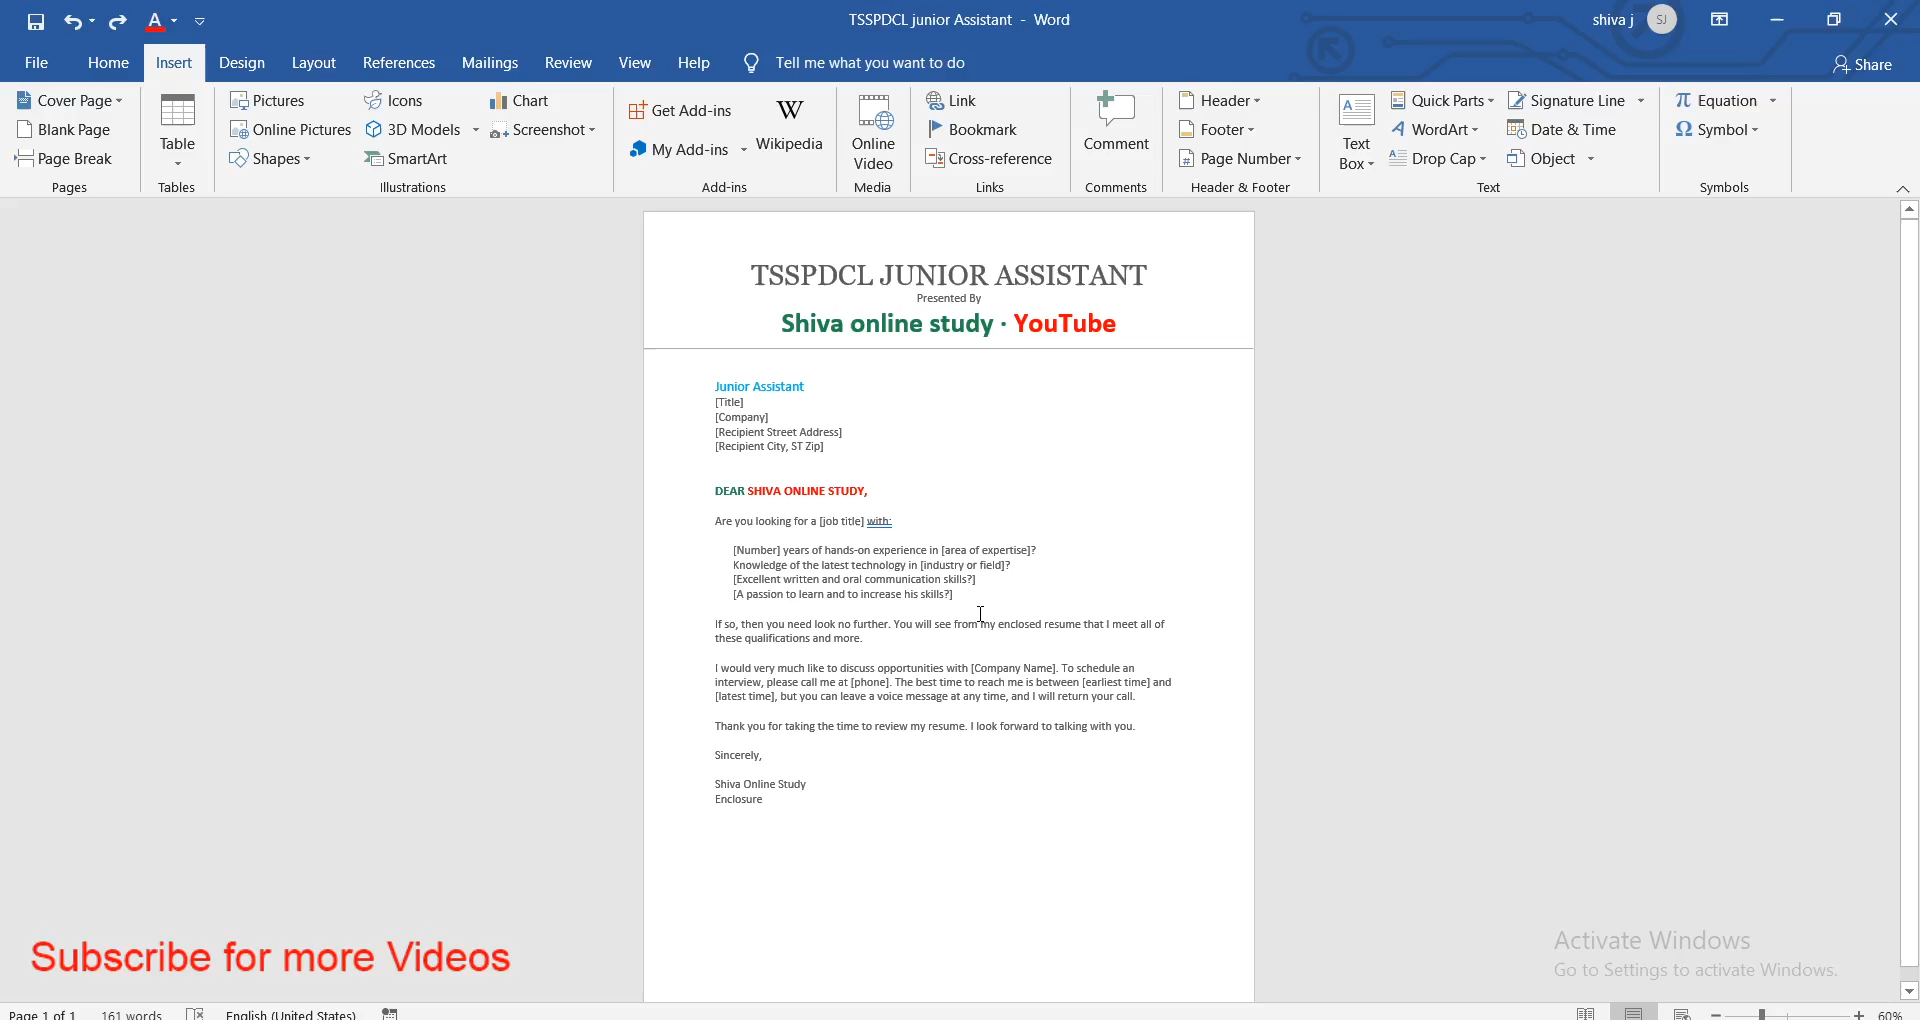 TSSPDCL junior Assistant - Word
shiva j
SJ
File Home Insert Design Layout References Mailings Review View Help Tell me what you want to do
Share
Cover Page
Blank Page
Page Break
Pages
Table
Tables
Pictures
Online Pictures
Shapes
Icons
3D Models
SmartArt
Chart
Screenshot
Illustrations
Get Add-ins
My Add-ins
W
Wikipedia
Add-ins
Online
Video
Media
Link
Bookmark
Cross-reference
Links
Comment
Comments
Header
Footer
Page Number
Header & Footer
Text
Box
Quick Parts
WordArt
Drop Cap
Signature Line
Date & Time
Object
Text
π Equation
Ω Symbol
Symbols
TSSPDCL JUNIOR ASSISTANT
Presented By
Shiva online study · YouTube
Junior Assistant
[Title]
[Company]
[Recipient Street Address]
[Recipient City, ST Zip]
DEAR SHIVA ONLINE STUDY,
Are you looking for a [job title] with:
[Number] years of hands-on experience in [area of expertise]?
Knowledge of the latest technology in [industry or field]?
[Excellent written and oral communication skills?]
[A passion to learn and to increase his skills?]
If so, then you need look no further. You will see from my enclosed resume that I meet all of
these qualifications and more.
I would very much like to discuss opportunities with [Company Name]. To schedule an
interview, please call me at [phone]. The best time to reach me is between [earliest time] and
[latest time], but you can leave a voice message at any time, and I will return your call.
Thank you for taking the time to review my resume. I look forward to talking with you.
Sincerely,
Shiva Online Study
Enclosure
Subscribe for more Videos
Activate Windows
Go to Settings to activate Windows.
Page 1 of 1 161 words English (United States) 60%